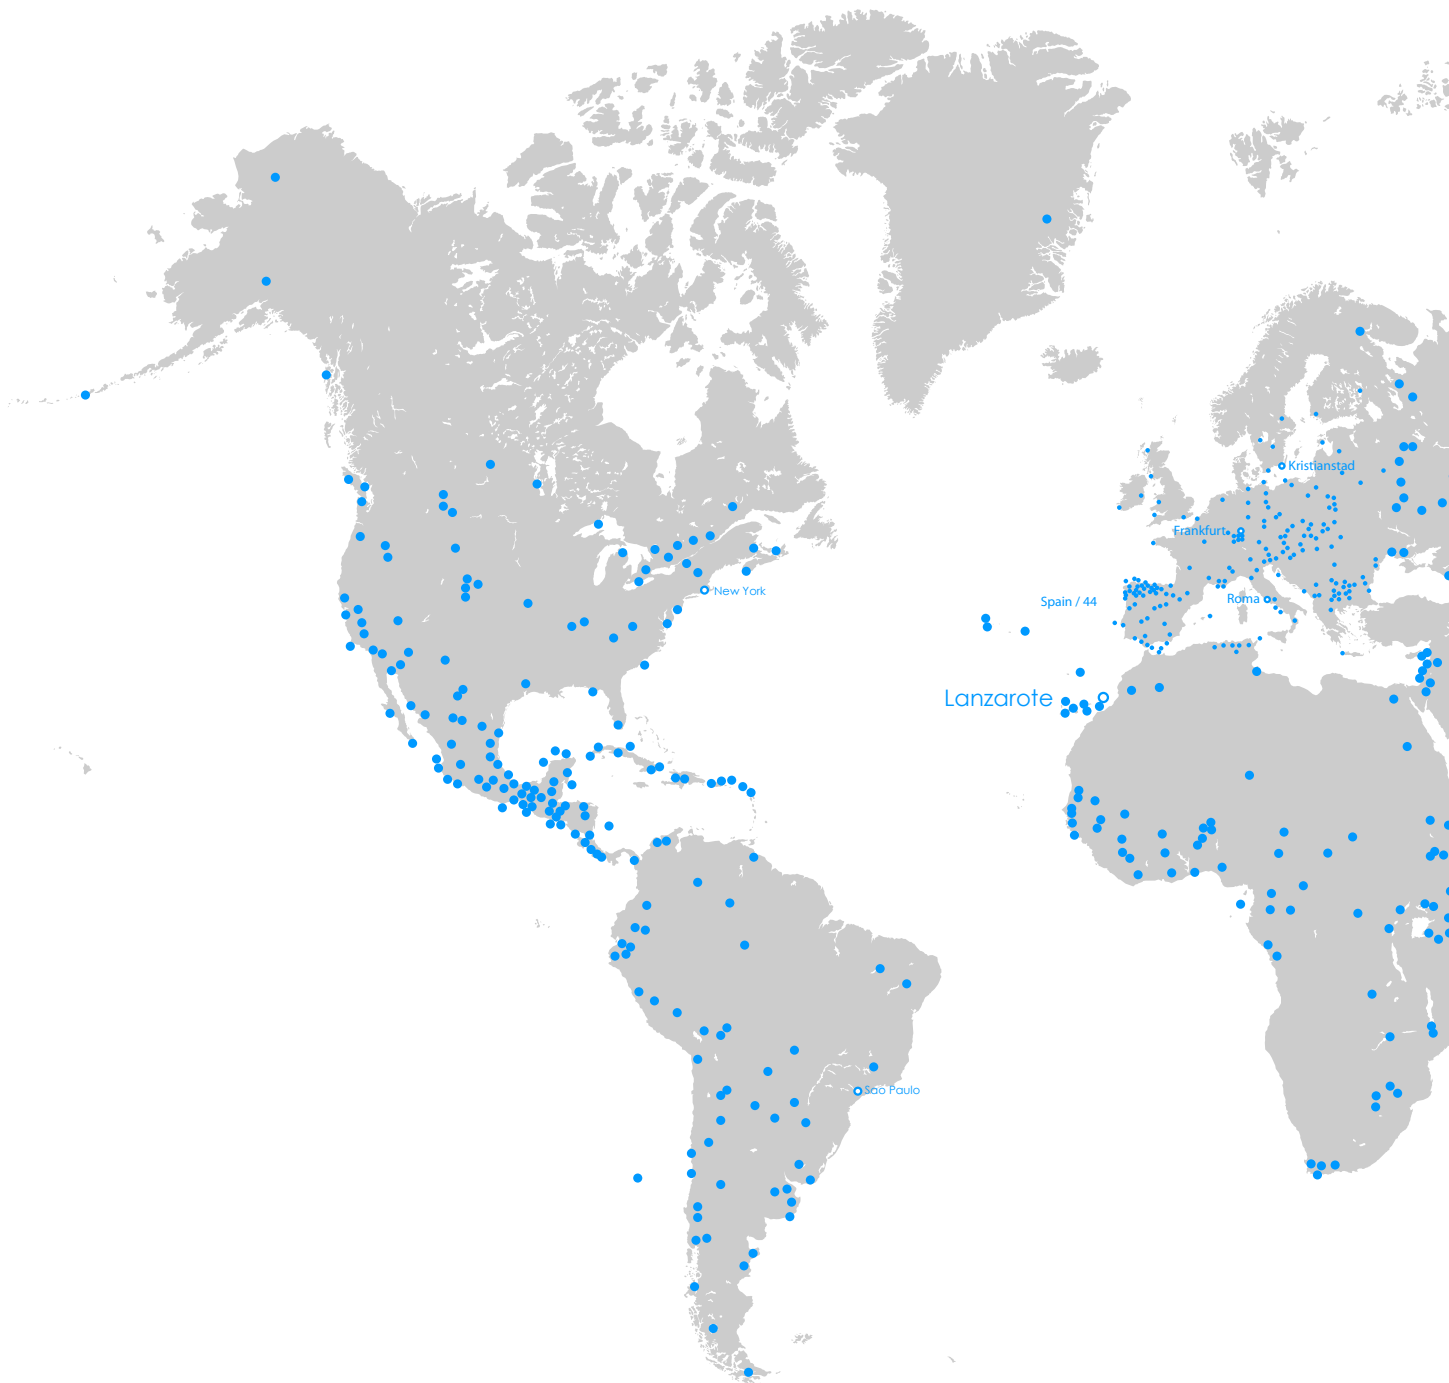 Kristianstad
Frankfurt
New York
Spain / 44
Roma
Lanzarote
Sao Paulo